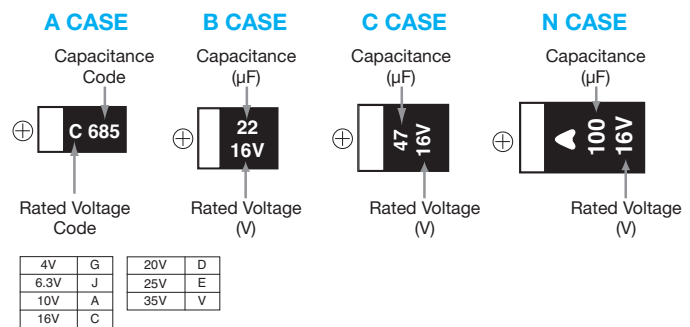 A CASE
B CASE
C CASE
N CASE
Capacitance
Code
Capacitance
(µF)
Capacitance
(µF)
Capacitance
(µF)
C 685
22
16V
47
16V
100
16V
Rated Voltage
Code
Rated Voltage
(V)
Rated Voltage
(V)
Rated Voltage
(V)
4V G
6.3V J
10V A
16V C
20V D
25V E
35V V